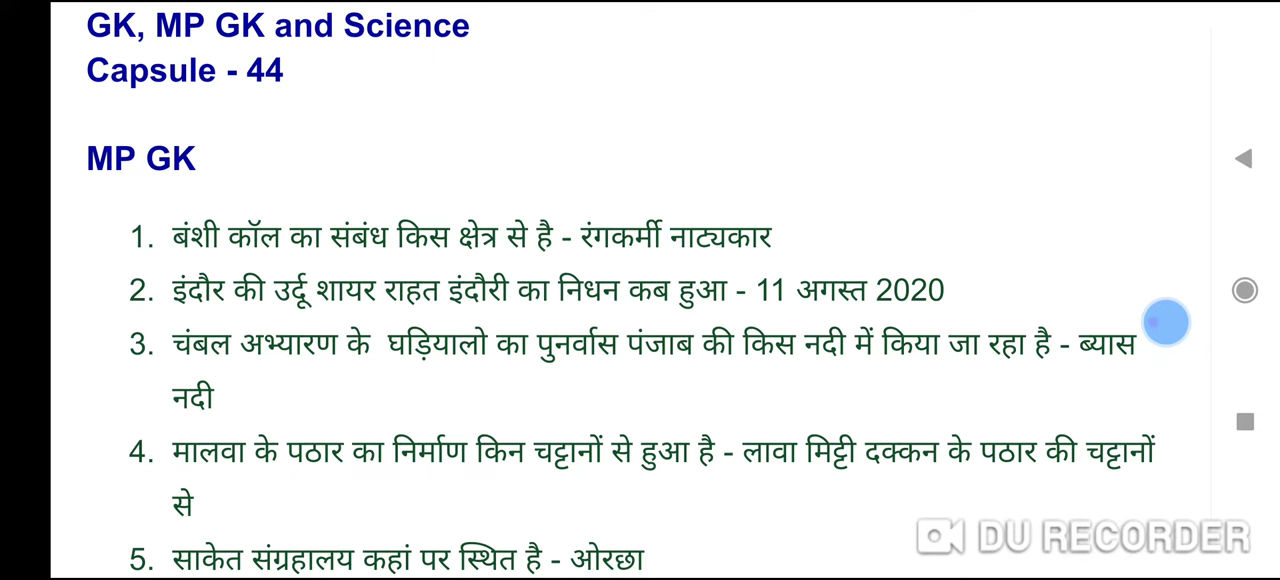 GK, MP GK and Science
Capsule - 44
MP GK
1. बंशी कॉल का संबंध किस क्षेत्र से है - रंगकर्मी नाट्यकार
2. इंदौर की उर्दू शायर राहत इंदौरी का निधन कब हुआ - 11 अगस्त 2020
3. चंबल अभ्यारण के घड़ियालो का पुनर्वास पंजाब की किस नदी में किया जा रहा है - ब्यास
नदी
4. मालवा के पठार का निर्माण किन चट्टानों से हुआ है - लावा मिट्टी दक्कन के पठार की चट्टानों
से
5. साकेत संग्रहालय कहां पर स्थित है - ओरछा
DU RECORDER